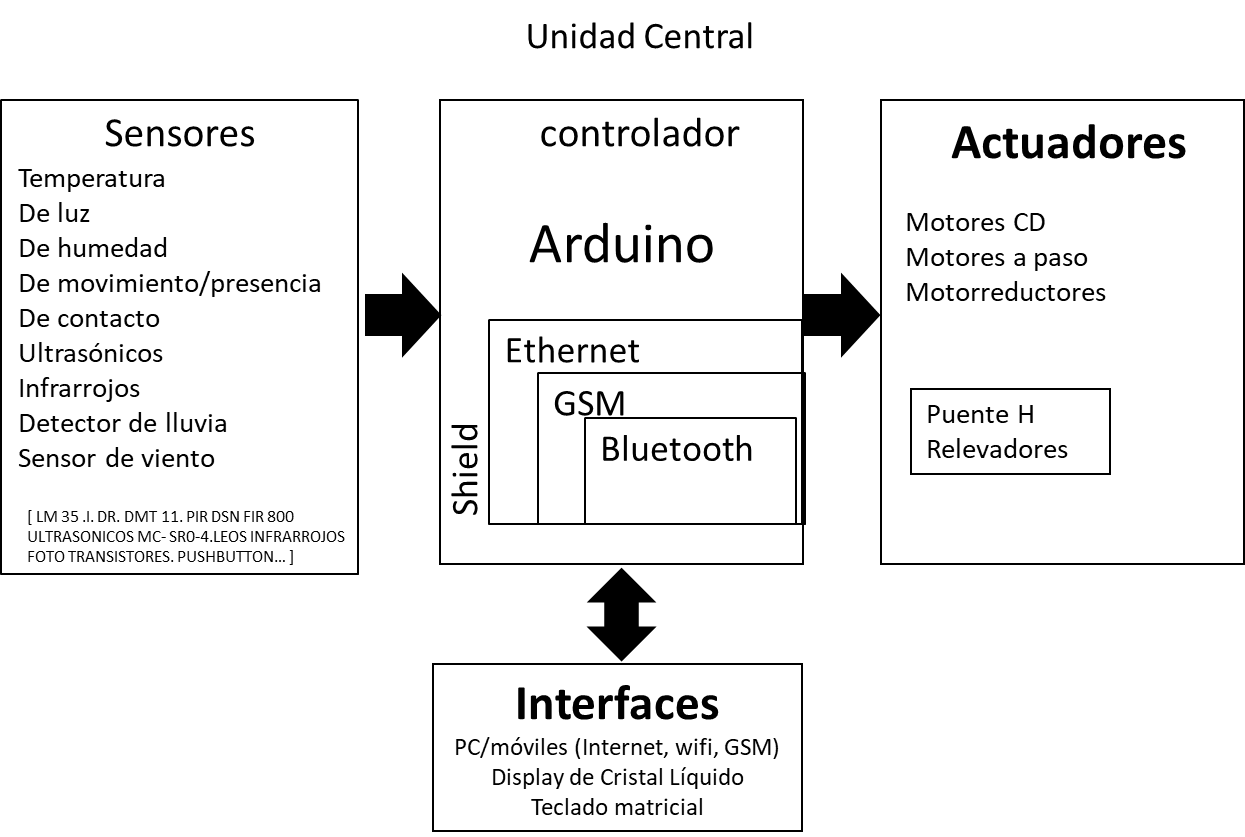 Unidad Central
Sensores
Temperatura
De luz
De humedad
De movimiento/presencia
De contacto
Ultrasónicos
Infrarrojos
Detector de lluvia
Sensor de viento
[ LM 35 .I. DR. DMT 11. PIR DSN FIR 800
ULTRASONICOS MC- SR0-4.LEOS INFRARROJOS
FOTO TRANSISTORES. PUSHBUTTON... ]
controlador
Arduino
Shield
Ethernet
GSM
Bluetooth
Actuadores
Motores CD
Motores a paso
Motorreductores
Puente H
Relevadores
Interfaces
PC/móviles (Internet, wifi, GSM)
Display de Cristal Líquido
Teclado matricial